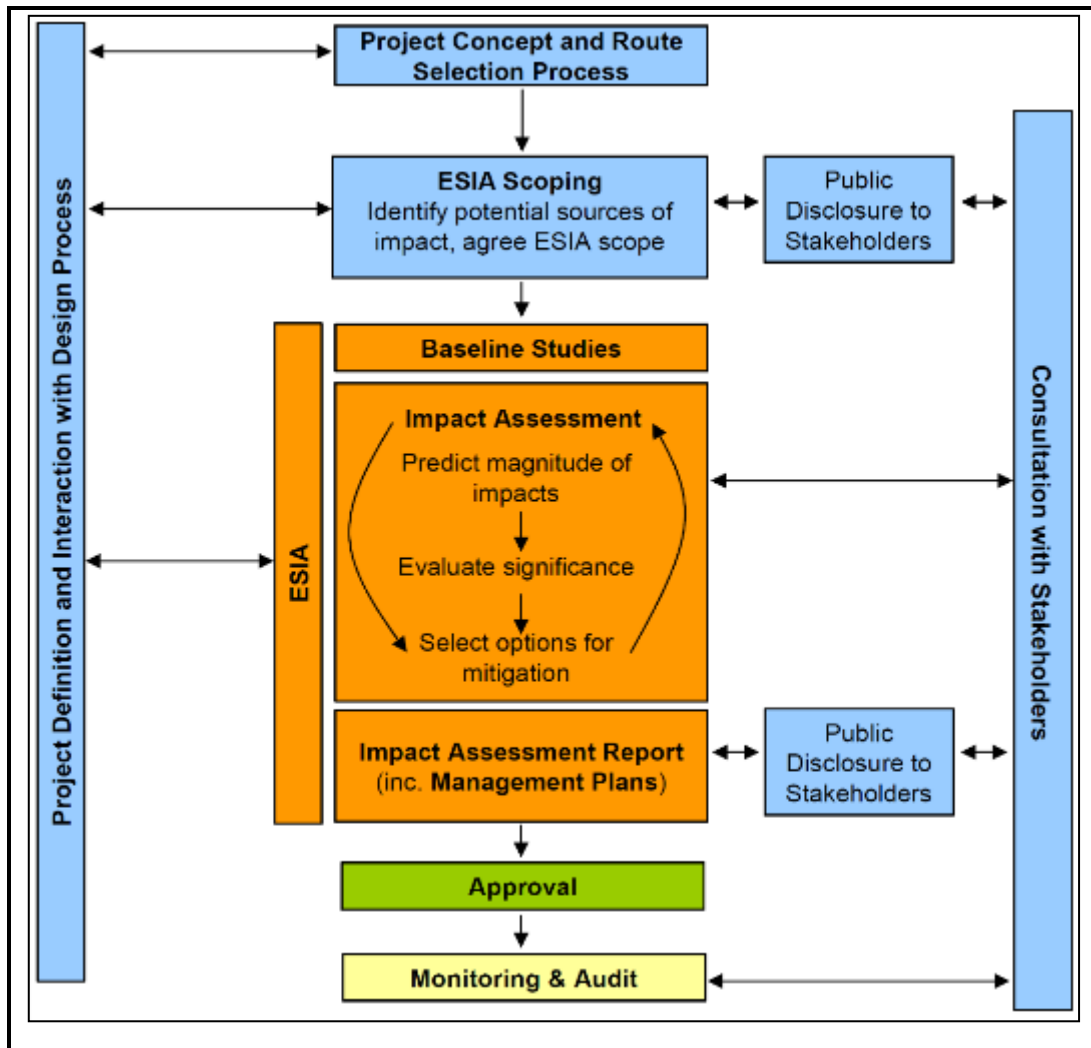 Project Definition and Interaction with Design Process
Project Concept and Route
Selection Process
ESIA Scoping
Identify potential sources of
impact, agree ESIA scope
Public
Disclosure to
Stakeholders
Consultation with Stakeholders
ESIA
Baseline Studies
Impact Assessment
Predict magnitude of
impacts
Evaluate significance
Select options for
mitigation
Impact Assessment Report
(inc. Management Plans)
Public
Disclosure to
Stakeholders
Approval
Monitoring & Audit